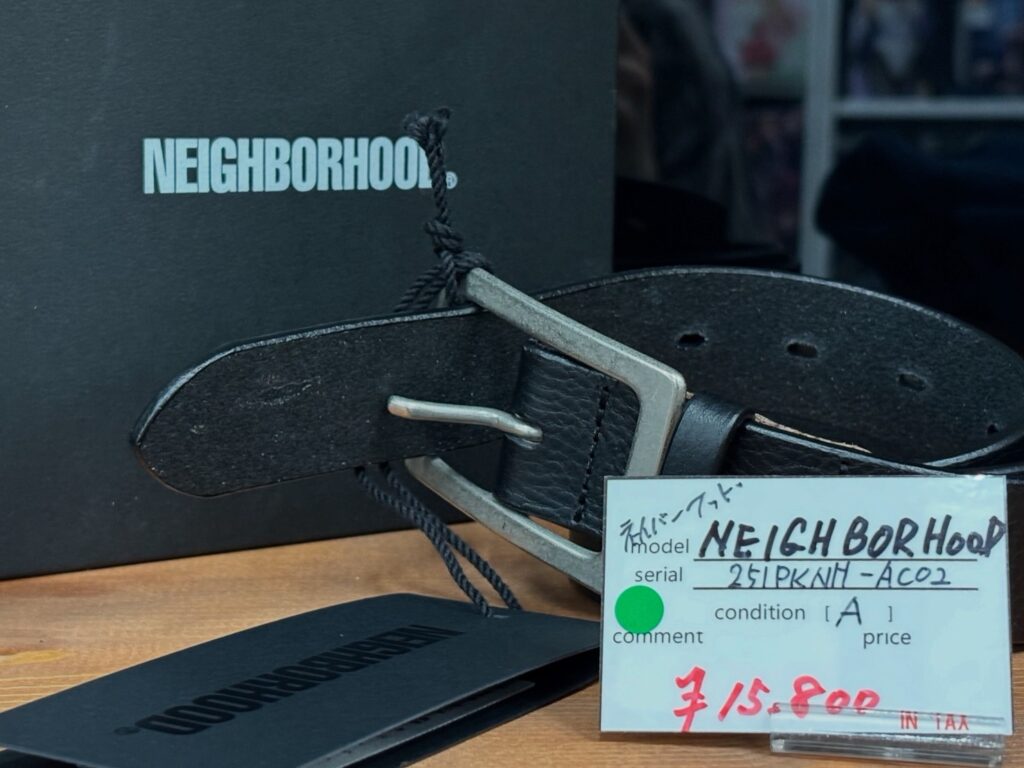 NEIGHBORHOOD®
ネイバーフッド
model NEIGHBORHOOD
serial 251PKNH-AC02
condition [ A ]
comment price
¥15.800 IN TAX
NEIGHBORHOOD®